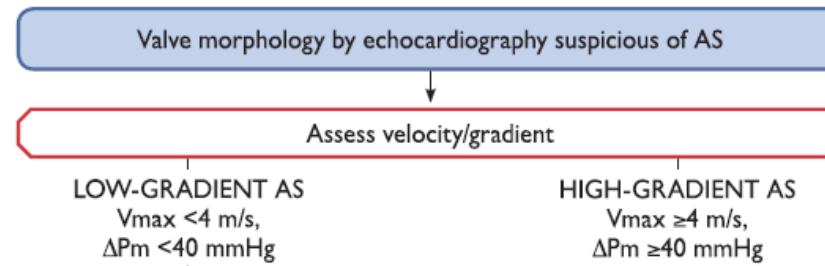 Valve morphology by echocardiography suspicious of AS
Assess velocity/gradient
LOW-GRADIENT AS
Vmax <4 m/s,
ΔPm <40 mmHg
HIGH-GRADIENT AS
Vmax ≥4 m/s,
ΔPm ≥40 mmHg